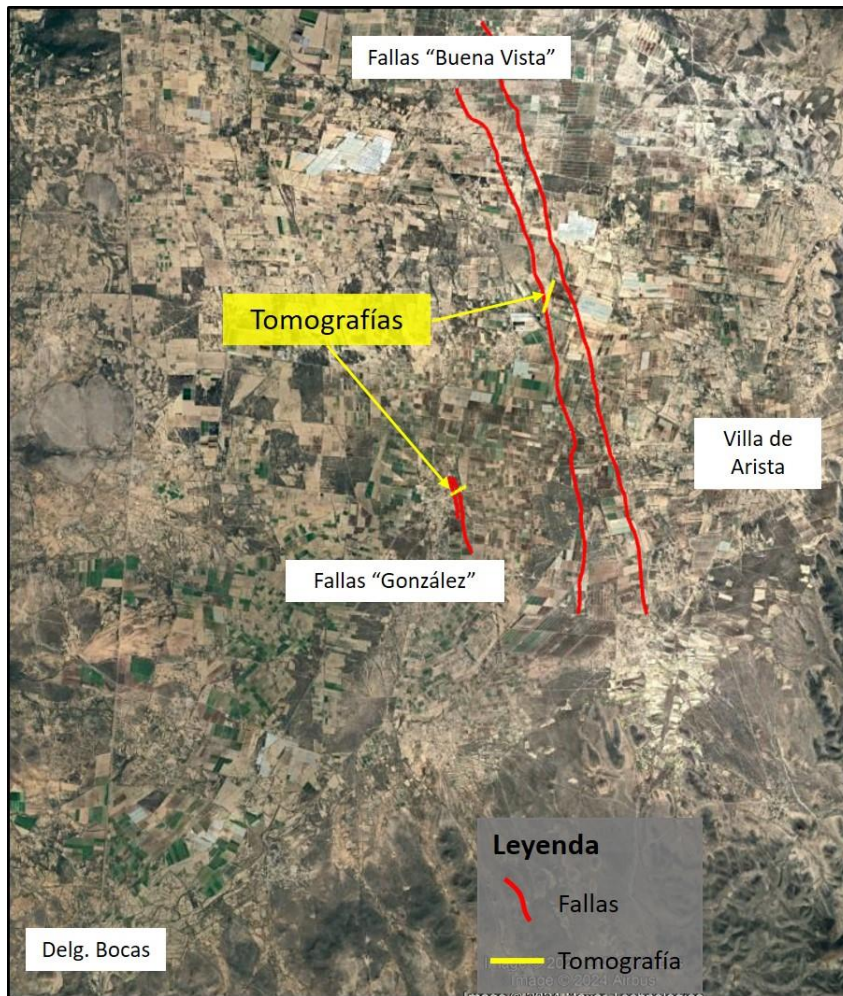 Fallas “Buena Vista”
Tomografías
Villa de
Arista
Fallas “González”
Leyenda
Fallas
Tomografía
Delg. Bocas
Image © 2024 Airbus